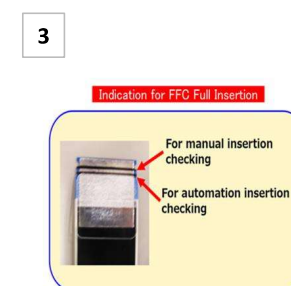 3
Indication for FFC Full Insertion
For manual insertion
checking
For automation insertion
checking